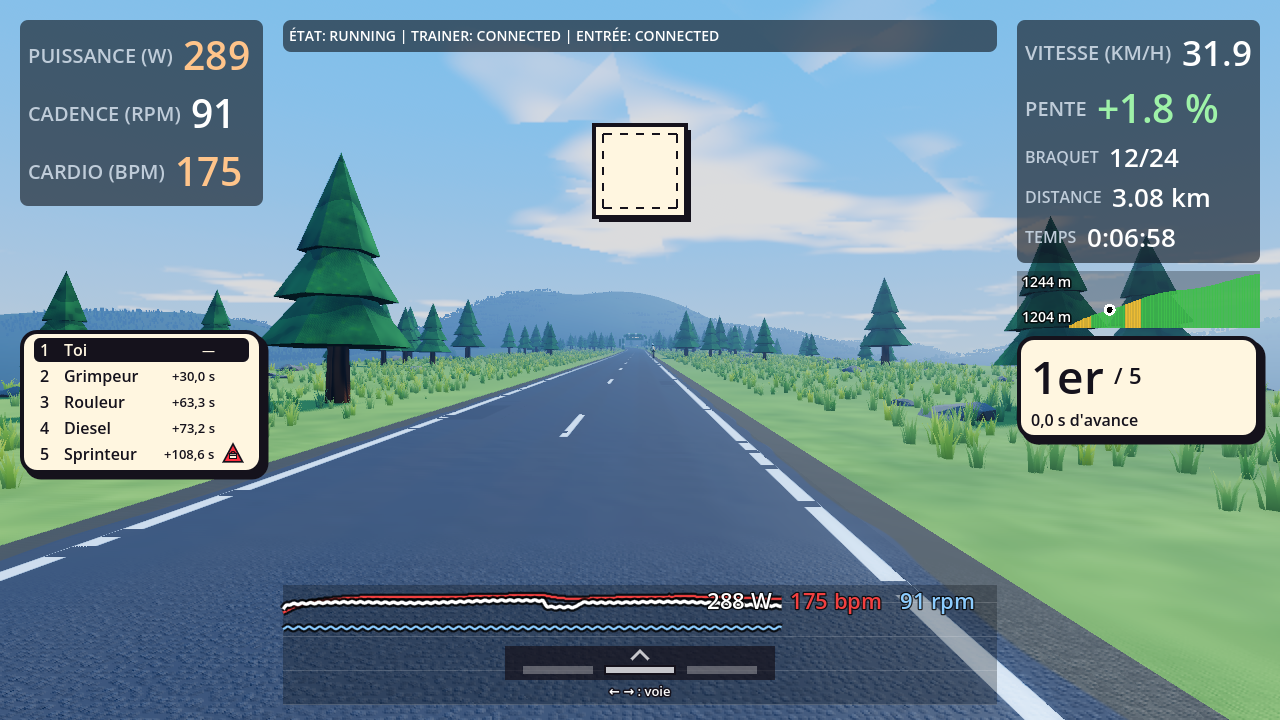 PUISSANCE (W) 289
CADENCE (RPM) 91
CARDIO (BPM) 175
ÉTAT: RUNNING | TRAINER: CONNECTED | ENTRÉE: CONNECTED
VITESSE (KM/H) 31.9
PENTE +1.8 %
BRAQUET 12/24
DISTANCE 3.08 km
TEMPS 0:06:58
1244 m
1204 m
1 Toi —
2 Grimpeur +30,0 s
3 Rouleur +63,3 s
4 Diesel +73,2 s
5 Sprinteur +108,6 s
1er / 5
0,0 s d'avance
288 W 175 bpm 91 rpm
← → : voie